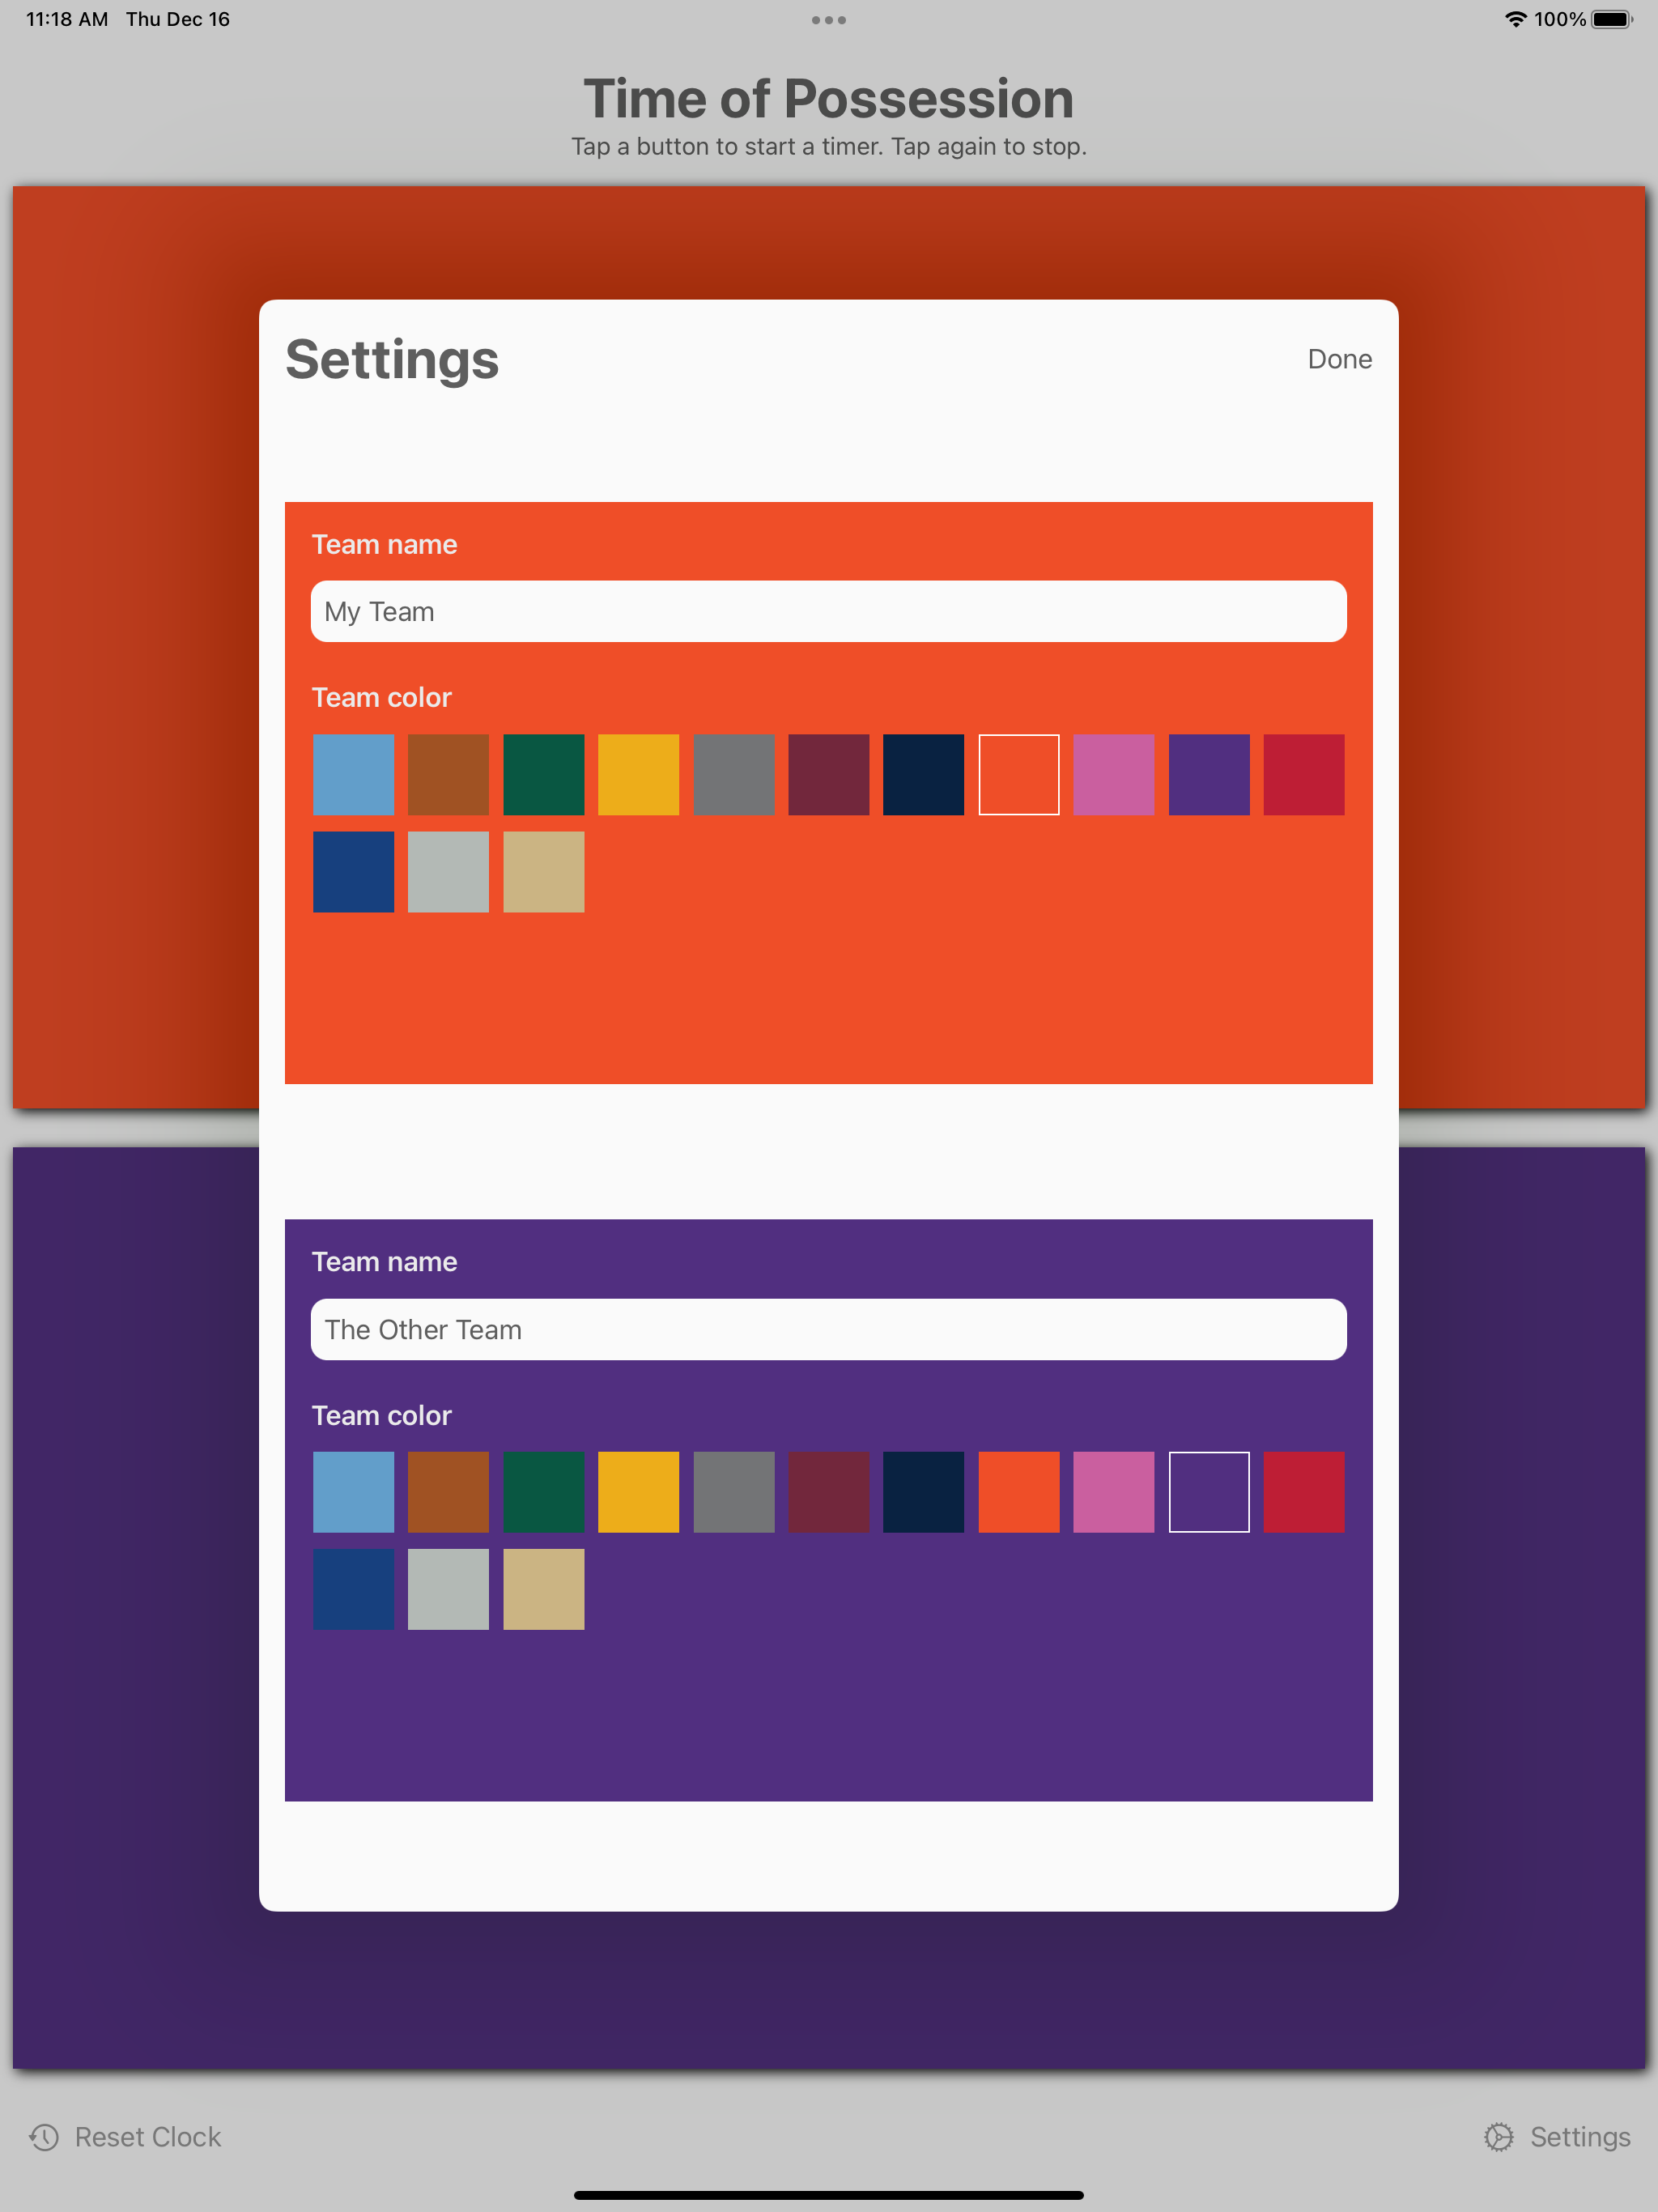 11:18 AM Thu Dec 16
100%
Time of Possession
Tap a button to start a timer. Tap again to stop.
Settings
Done
Team name
My Team
Team color
Team name
The Other Team
Team color
Reset Clock
Settings